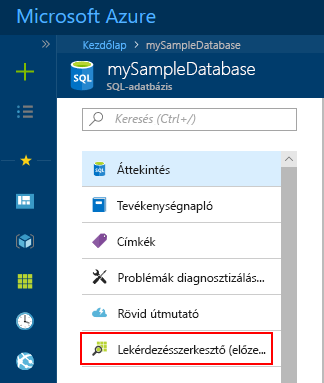 Microsoft Azure
»
Kezdőlap > mySampleDatabase
SQL
mySampleDatabase
SQL-adatbázis
Keresés (Ctrl+/)
SQL Áttekintés
Tevékenységnapló
Címkék
Problémák diagnosztizálás...
Rövid útmutató
Lekérdezésszerkesztő (előze...